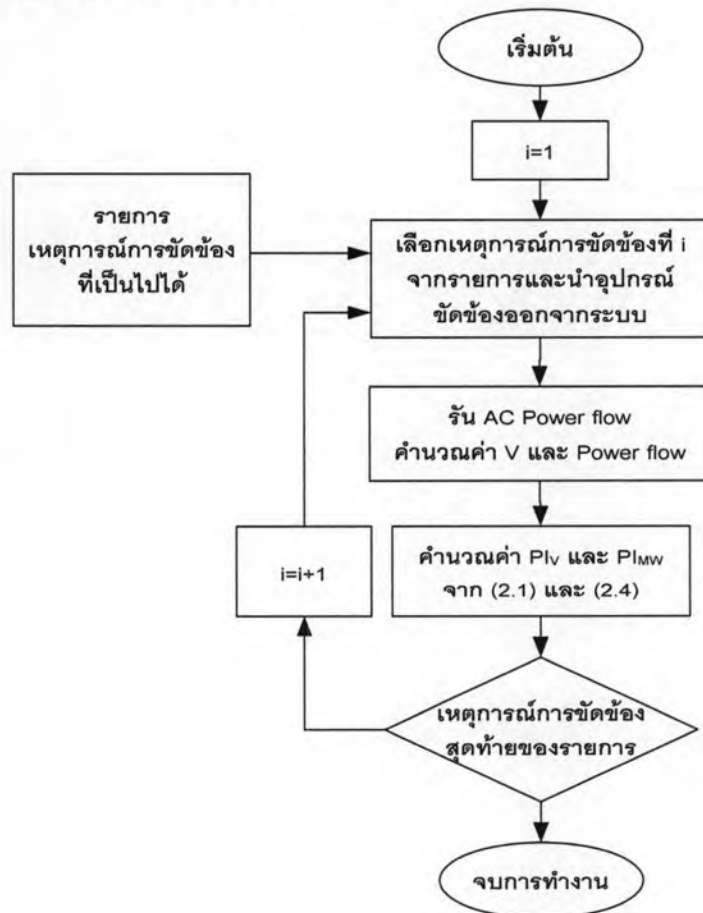 เริ่มต้น
i=1
รายการ
เหตุการณ์การขัดข้อง
ที่เป็นไปได้
เลือกเหตุการณ์การขัดข้องที่ i
จากรายการและนำอุปกรณ์
ขัดข้องออกจากระบบ
รัน AC Power flow
คำนวณค่า V และ Power flow
i=i+1
คำนวณค่า PIV และ PIMW
จาก (2.1) และ (2.4)
เหตุการณ์การขัดข้อง
สุดท้ายของรายการ
จบการทำงาน